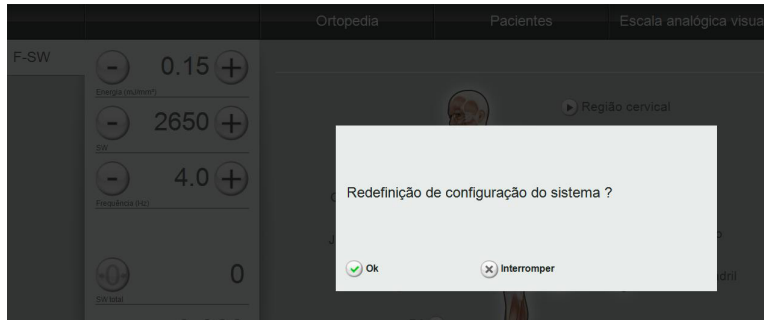 Ortopedia
Pacientes
Escala analógica visua
F-SW
- 0.15 +
Energia (mJ/mm²)
- 2650 +
SW
- 4.0 +
Frequência (Hz)
0 0
SW total
Região cervical
Redefinição de configuração do sistema ?
Ok
Interromper